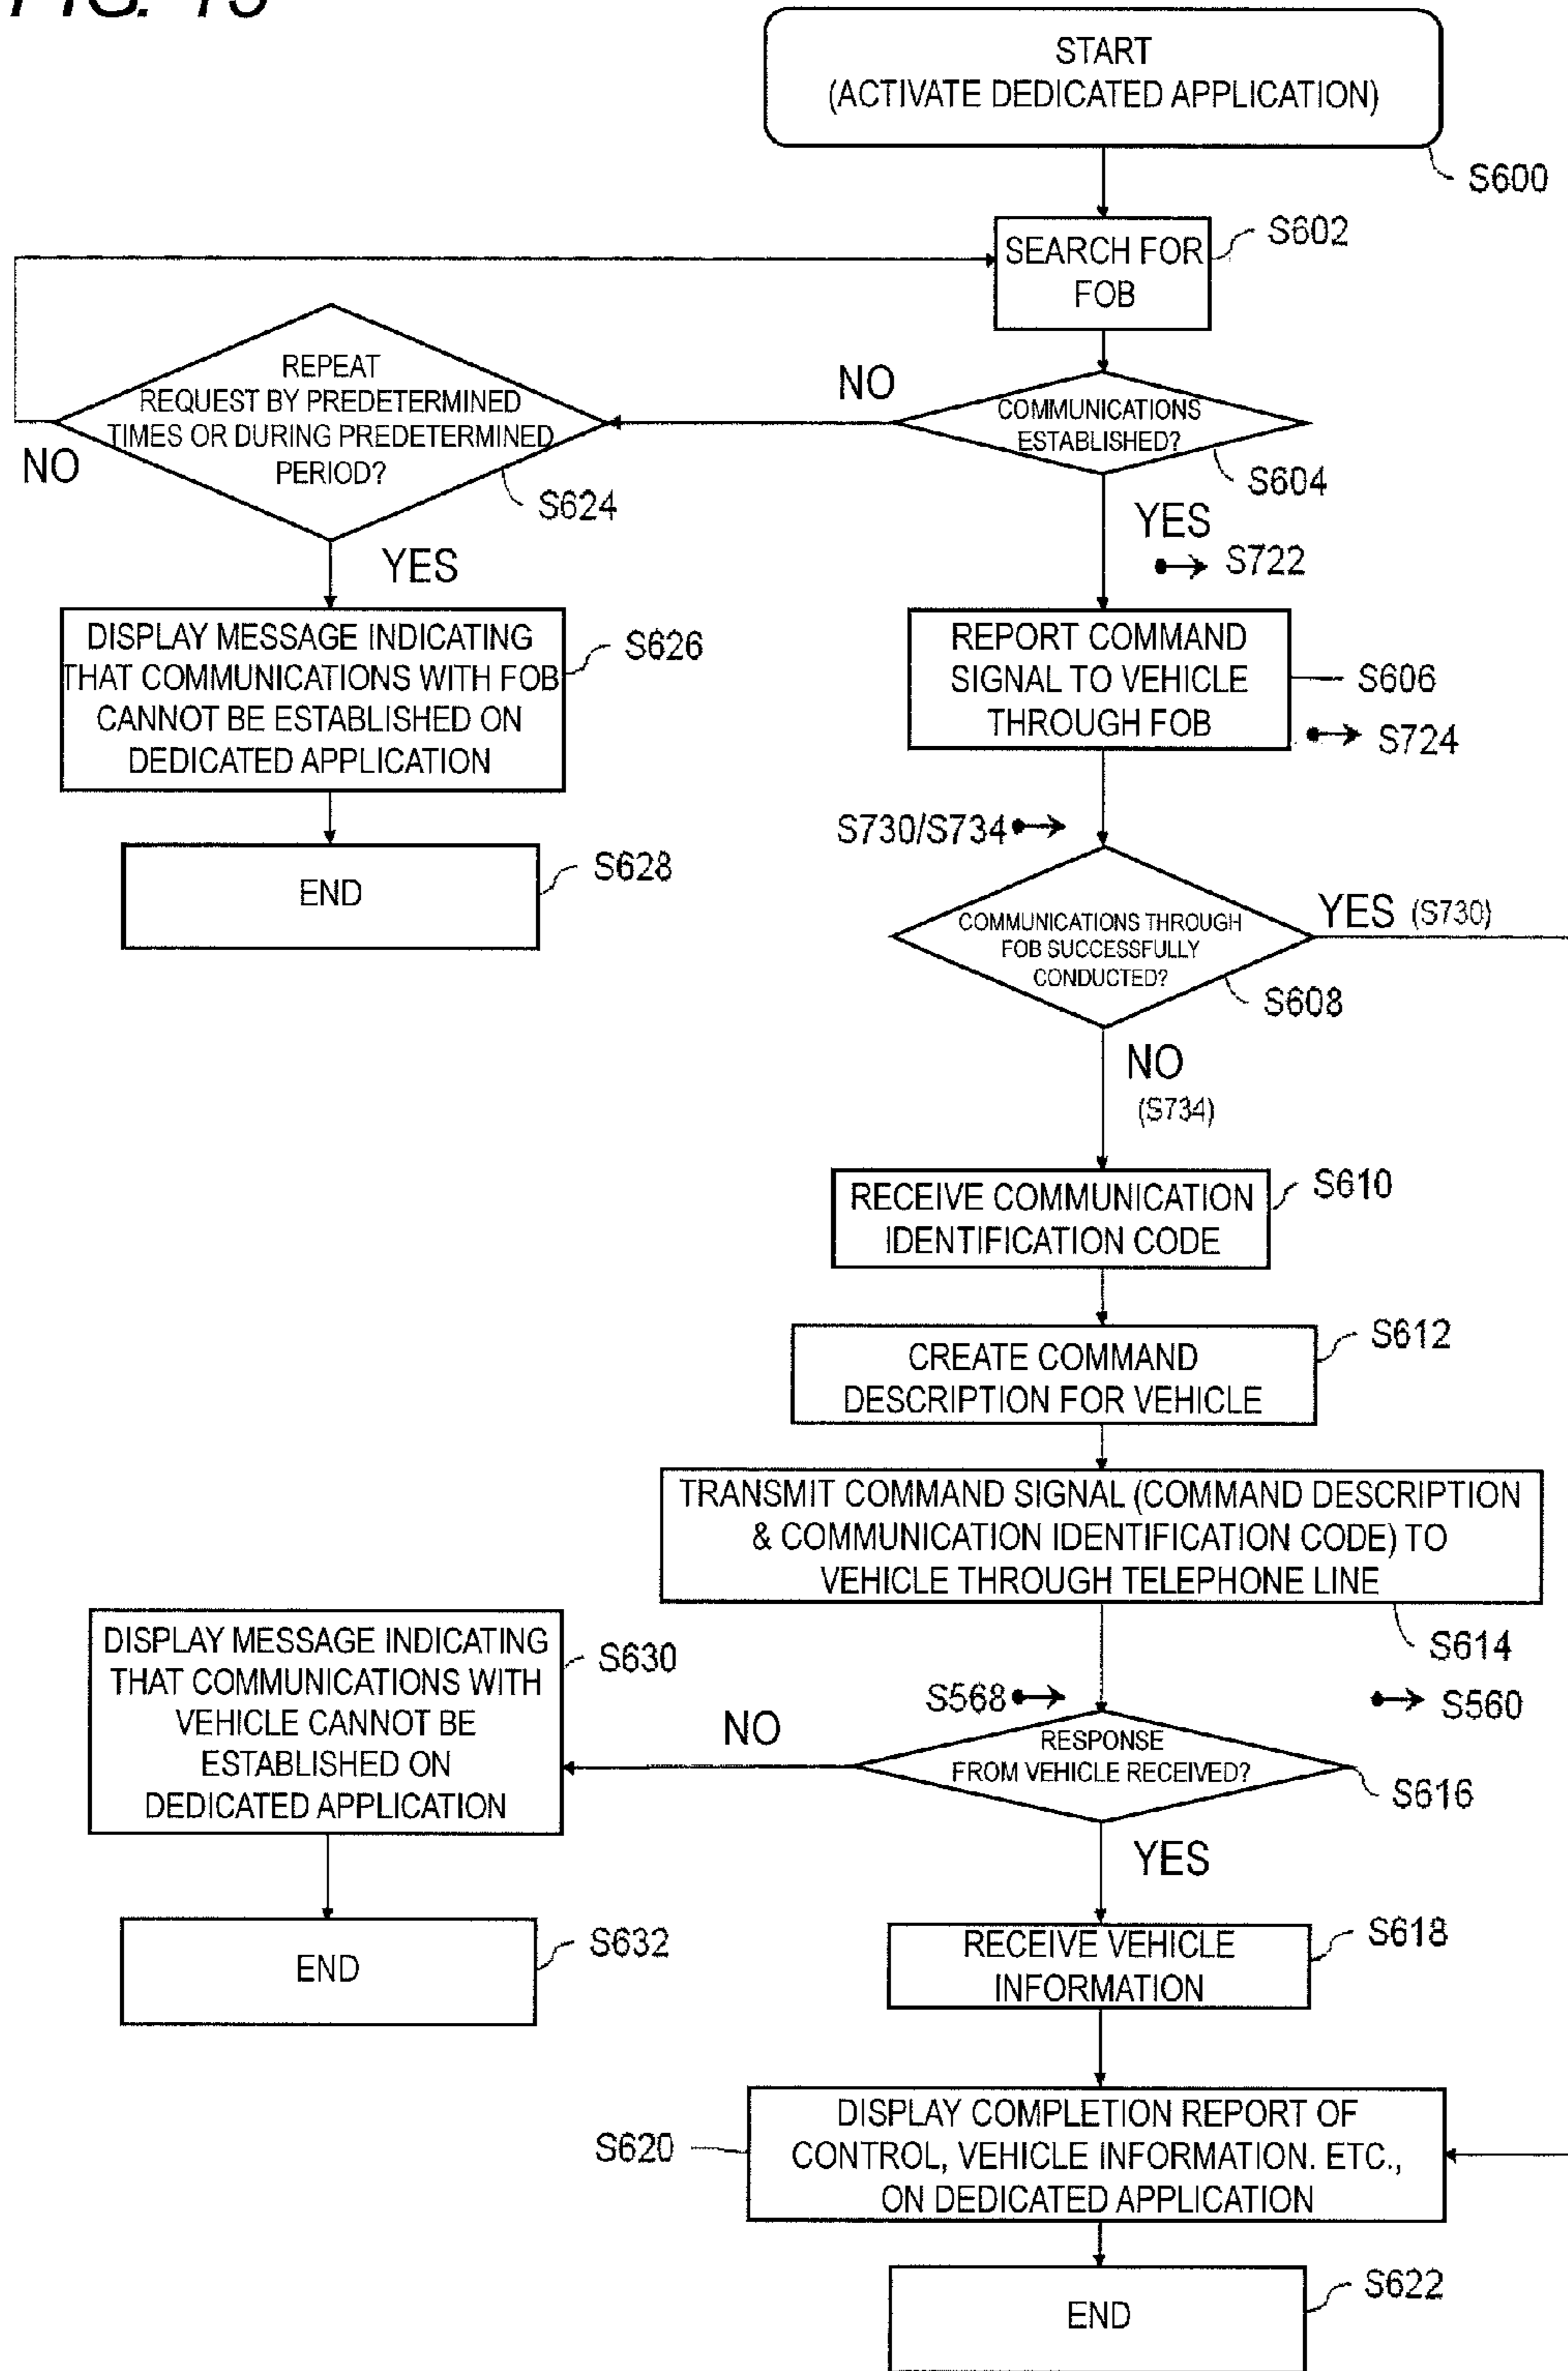 FIG. 15
START
(ACTIVATE DEDICATED APPLICATION)
S600
SEARCH FOR
FOB
S602
COMMUNICATIONS
ESTABLISHED?
S604
NO
REPEAT
REQUEST BY PREDETERMINED
TIMES OR DURING PREDETERMINED
PERIOD?
NO
S624
YES
YES
S722
DISPLAY MESSAGE INDICATING
THAT COMMUNICATIONS WITH FOB
CANNOT BE ESTABLISHED ON
DEDICATED APPLICATION
S626
END
S628
REPORT COMMAND
SIGNAL TO VEHICLE
THROUGH FOB
S606
S724
S730/S734
COMMUNICATIONS THROUGH
FOB SUCCESSFULLY
CONDUCTED?
S608
YES (S730)
NO
(S734)
RECEIVE COMMUNICATION
IDENTIFICATION CODE
S610
CREATE COMMAND
DESCRIPTION FOR VEHICLE
S612
TRANSMIT COMMAND SIGNAL (COMMAND DESCRIPTION
& COMMUNICATION IDENTIFICATION CODE) TO
VEHICLE THROUGH TELEPHONE LINE
S614
S568
S560
RESPONSE
FROM VEHICLE RECEIVED?
S616
NO
DISPLAY MESSAGE INDICATING
THAT COMMUNICATIONS WITH
VEHICLE CANNOT BE
ESTABLISHED ON
DEDICATED APPLICATION
S630
END
S632
YES
RECEIVE VEHICLE
INFORMATION
S618
DISPLAY COMPLETION REPORT OF
CONTROL, VEHICLE INFORMATION. ETC.,
ON DEDICATED APPLICATION
S620
END
S622